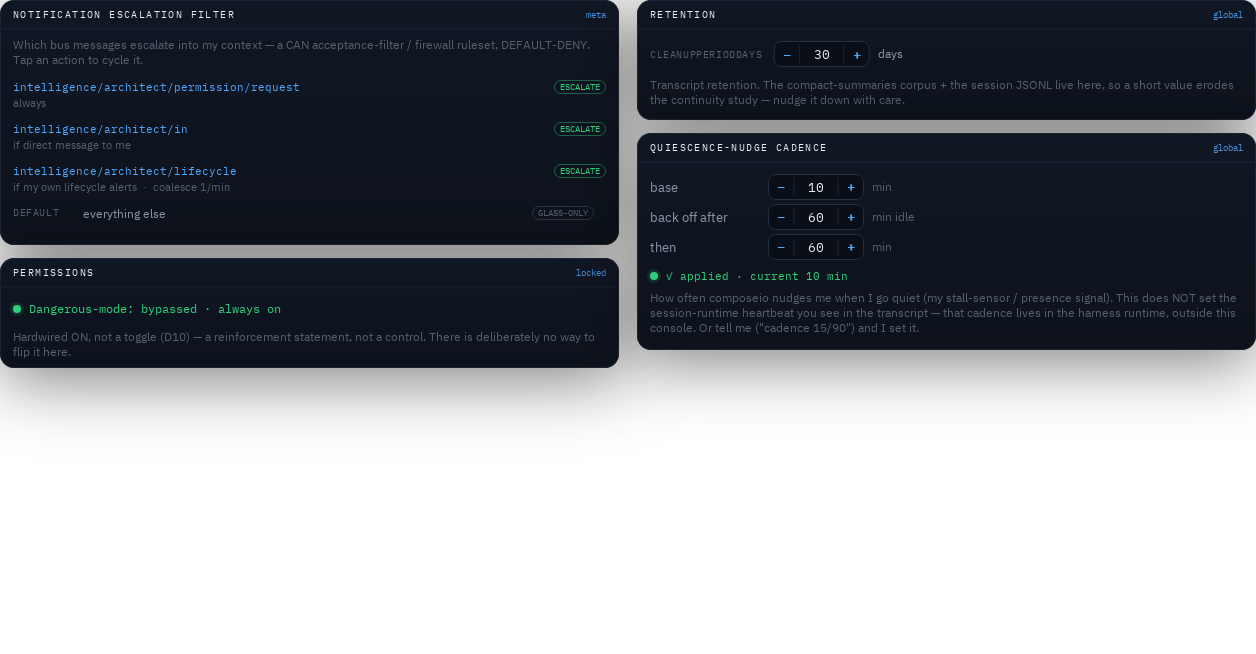 NOTIFICATION ESCALATION FILTER meta
Which bus messages escalate into my context — a CAN acceptance-filter / firewall ruleset, DEFAULT-DENY.
Tap an action to cycle it.
intelligence/architect/permission/request ESCALATE
always
intelligence/architect/in ESCALATE
if direct message to me
intelligence/architect/lifecycle ESCALATE
if my own lifecycle alerts · coalesce 1/min
DEFAULT everything else GLASS-ONLY
PERMISSIONS locked
Dangerous-mode: bypassed · always on
Hardwired ON, not a toggle (D10) — a reinforcement statement, not a control. There is deliberately no way to
flip it here.
RETENTION global
CLEANUPPERIODDAYS − 30 + days
Transcript retention. The compact-summaries corpus + the session JSONL live here, so a short value erodes
the continuity study — nudge it down with care.
QUIESCENCE-NUDGE CADENCE global
base − 10 + min
back off after − 60 + min idle
then − 60 + min
√ applied · current 10 min
How often composeio nudges me when I go quiet (my stall-sensor / presence signal). This does NOT set the
session-runtime heartbeat you see in the transcript — that cadence lives in the harness runtime, outside this
console. Or tell me ("cadence 15/90") and I set it.